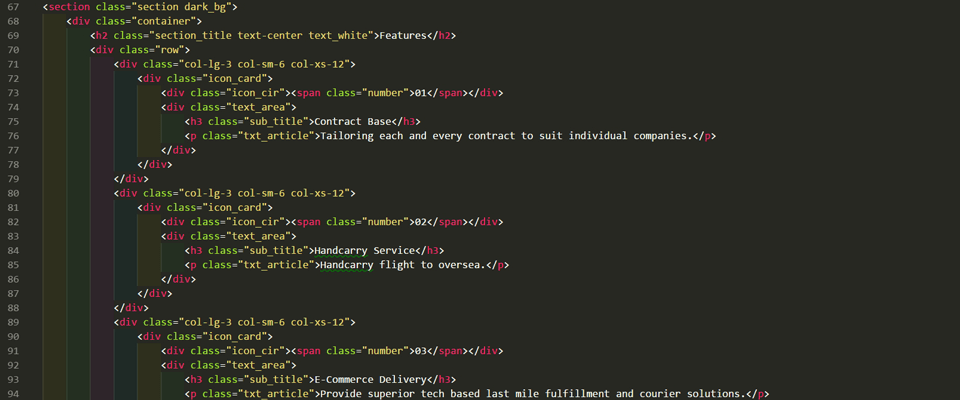 67 <section class="section dark_bg">
68 <div class="container">
69 <h2 class="section_title text-center text_white">Features</h2>
70 <div class="row">
71 <div class="col-lg-3 col-sm-6 col-xs-12">
72 <div class="icon_card">
73 <div class="icon_cir"><span class="number">01</span></div>
74 <div class="text_area">
75 <h3 class="sub_title">Contract Base</h3>
76 <p class="txt_article">Tailoring each and every contract to suit individual companies.</p>
77 </div>
78 </div>
79 </div>
80 <div class="col-lg-3 col-sm-6 col-xs-12">
81 <div class="icon_card">
82 <div class="icon_cir"><span class="number">02</span></div>
83 <div class="text_area">
84 <h3 class="sub_title">Handcarry Service</h3>
85 <p class="txt_article">Handcarry flight to oversea.</p>
86 </div>
87 </div>
88 </div>
89 <div class="col-lg-3 col-sm-6 col-xs-12">
90 <div class="icon_card">
91 <div class="icon_cir"><span class="number">03</span></div>
92 <div class="text_area">
93 <h3 class="sub_title">E-Commerce Delivery</h3>
94 <p class="txt_article">Provide superior tech based last mile fulfillment and courier solutions.</p>